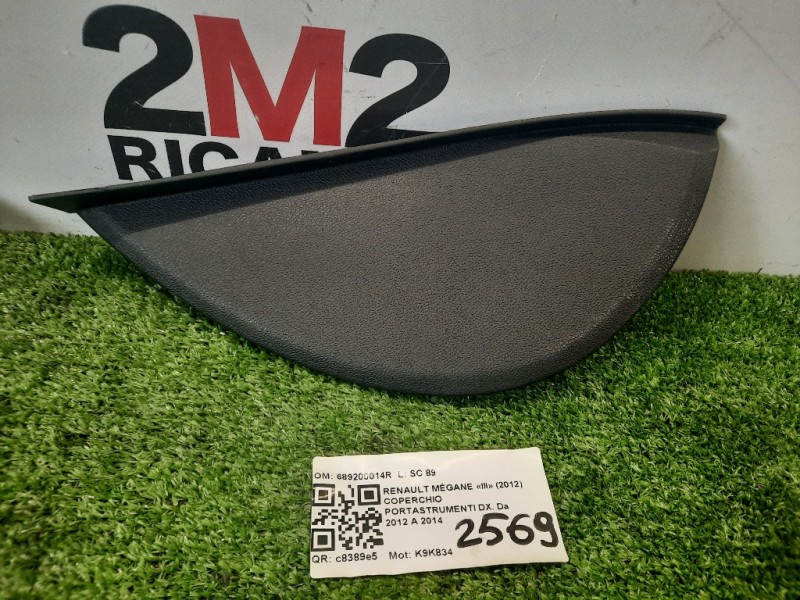 2M2
OM: 689200014R L: SC 89
RENAULT MÉGANE «III» (2012)
COPERCHIO
PORTASTRUMENTI DX. Da
2012 A 2014
2569
QR: c8389e5 Mot: K9K834